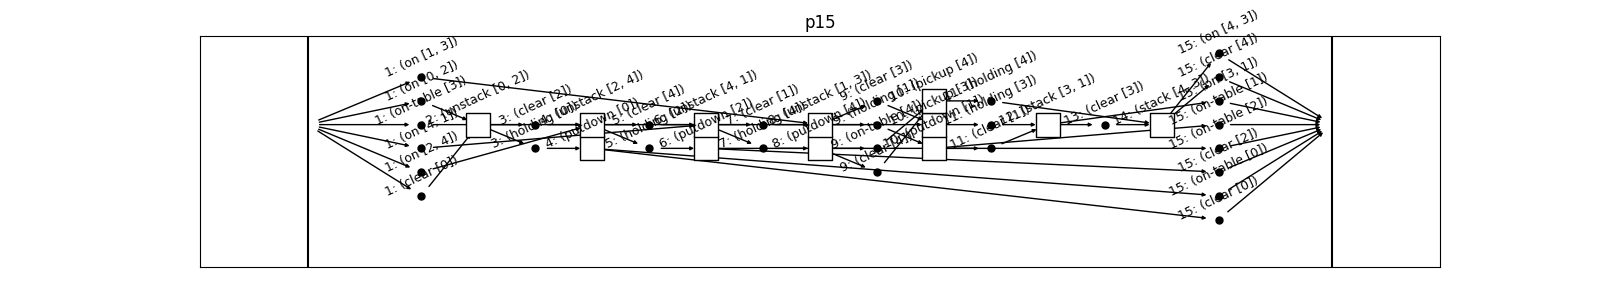 p15
1: (on [1, 3])
1: (on [0, 2])
1: (on-table [3])
1: (on [4, 1])
1: (on [2, 4])
1: (clear [0])
2: (unstack [0, 2])
3: (clear [2])
3: (holding [0])
4: (unstack [2, 4])
4: (putdown [0])
5: (clear [4])
5: (holding [2])
6: (unstack [4, 1])
6: (putdown [2])
7: (clear [1])
7: (holding [4])
8: (unstack [1, 3])
8: (putdown [4])
9: (clear [3])
9: (holding [1])
9: (on-table [4])
9: (clear [4])
10: (pickup [4])
10: (pickup [3])
10: (putdown [1])
11: (holding [4])
11: (holding [3])
11: (clear [1])
12: (stack [3, 1])
13: (clear [3])
14: (stack [4, 3])
15: (on [4, 3])
15: (clear [4])
15: (on [3, 1])
15: (on-table [1])
15: (on-table [2])
15: (clear [2])
15: (on-table [0])
15: (clear [0])